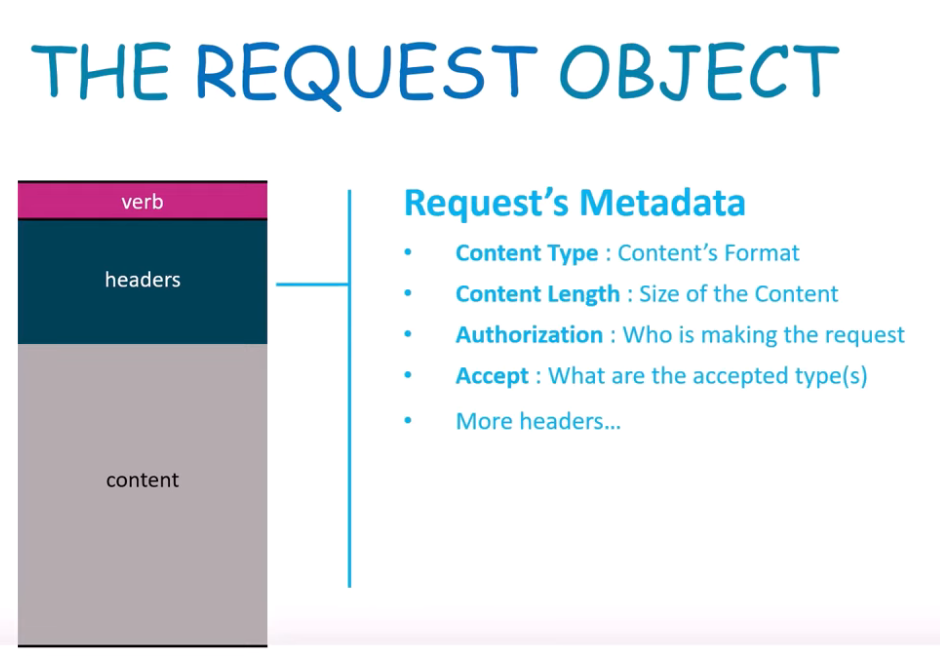 THE REQUEST OBJECT
verb
headers
content
Request's Metadata
• Content Type : Content's Format
• Content Length : Size of the Content
• Authorization : Who is making the request
• Accept : What are the accepted type(s)
• More headers...